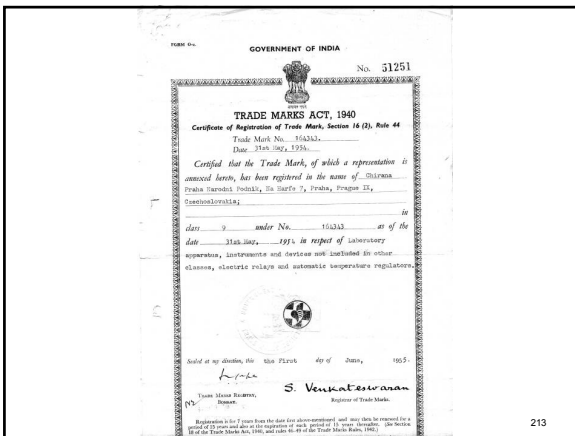 FORM O-2.
GOVERNMENT OF INDIA
No. 51251
सत्यमेव जयते
TRADE MARKS ACT, 1940
Certificate of Registration of Trade Mark, Section 16 (2), Rule 44
Trade Mark No. 164343.
Date 31st May, 1954.
Certified that the Trade Mark, of which a representation is
annexed hereto, has been registered in the name of Chirana
Praha Narodni Podnik, Na Harfe 7, Praha, Prague IX,
Czechoslovakia;
in
class 9 under No. 164343 as of the
date 31st May, 1954 in respect of Laboratory
apparatus, instruments and devices not included in other
classes, electric relays and automatic temperature regulators.
Sealed at my direction, this the First day of June, 1955.
S. Venkateswaran
TRADE MARKS REGISTRY,
BOMBAY.
Registrar of Trade Marks.
Registration is for 7 years from the date first above-mentioned and may then be renewed for a
period of 15 years and also at the expiration of each period of 15 years thereafter. (See Section
18 of the Trade Marks Act, 1940, and rules 46-49 of the Trade Marks Rules, 1942.)
213